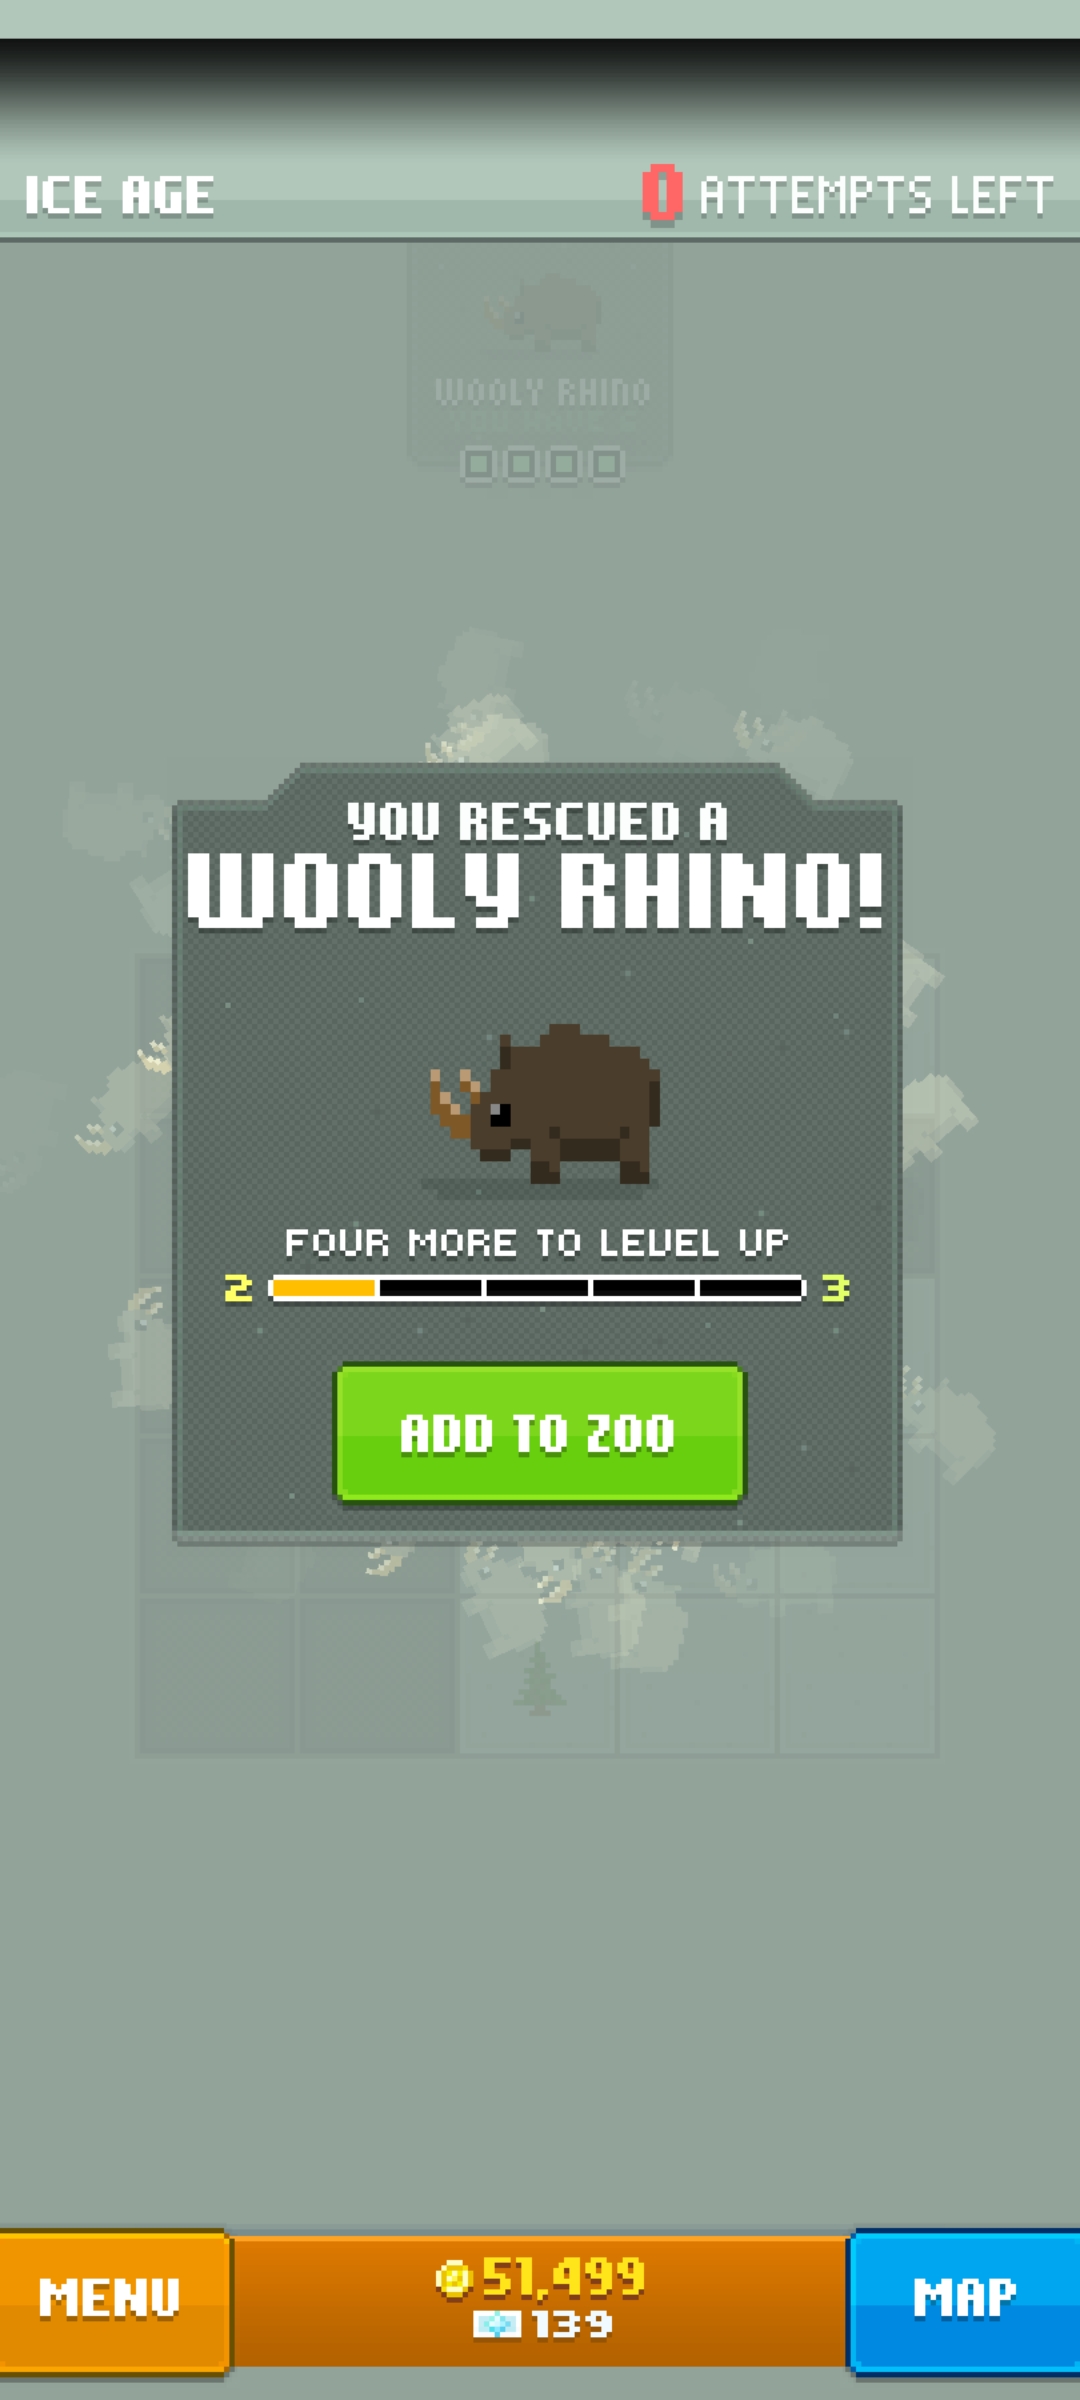 ICE AGE
0 ATTEMPTS LEFT
WOOLY RHINO
YOU RESCUED A
WOOLY RHINO!
FOUR MORE TO LEVEL UP
2 3
ADD TO ZOO
MENU
51,499
139
MAP